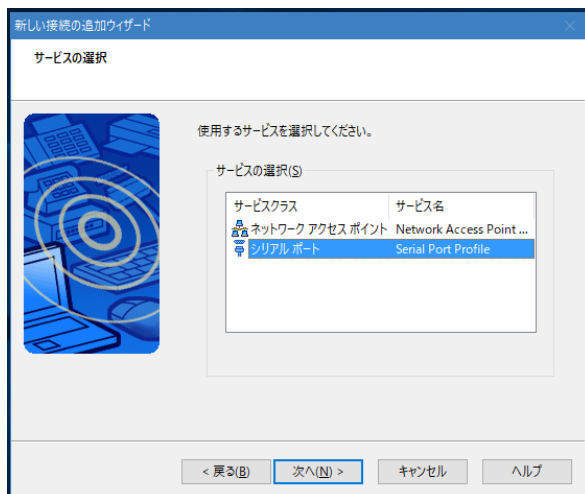 新しい接続の追加ウィザード
サービスの選択
使用するサービスを選択してください。
サービスの選択(S)
サービスクラス サービス名
ネットワーク アクセス ポイント Network Access Point ...
シリアル ポート Serial Port Profile
< 戻る(B) 次へ(N) > キャンセル ヘルプ